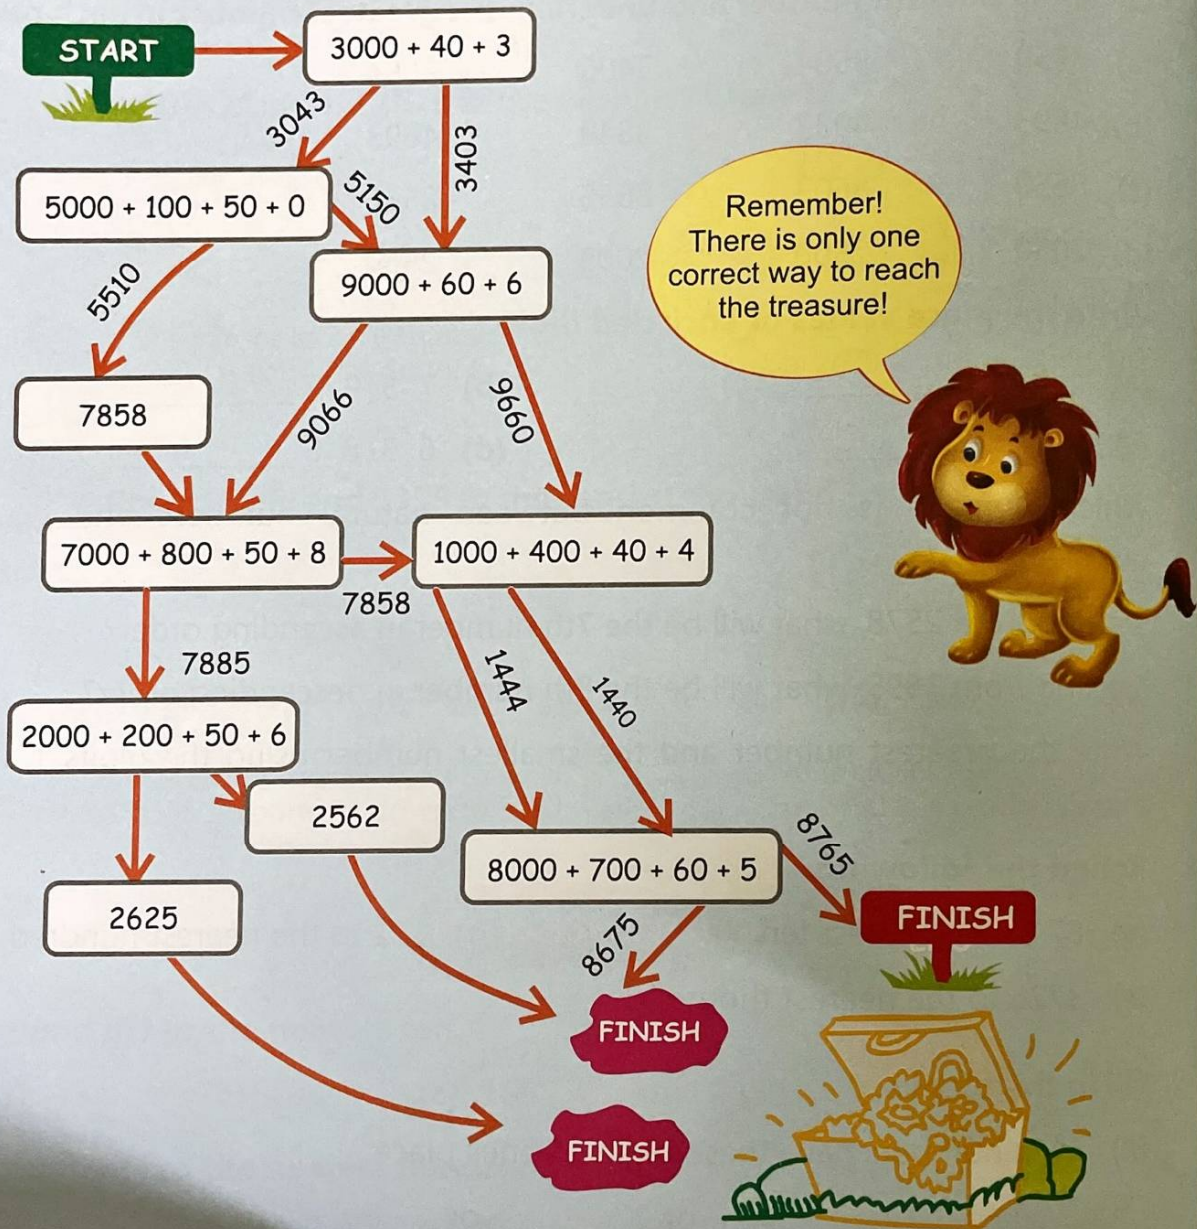 START
3000 + 40 + 3
3043
3403
5000 + 100 + 50 + 0
5150
5510
9000 + 60 + 6
Remember!
There is only one
correct way to reach
the treasure!
7858
9066
9660
7000 + 800 + 50 + 8
7858
1000 + 400 + 40 + 4
7885
1444
1440
2000 + 200 + 50 + 6
2562
8000 + 700 + 60 + 5
8765
2625
8675
FINISH
FINISH
FINISH